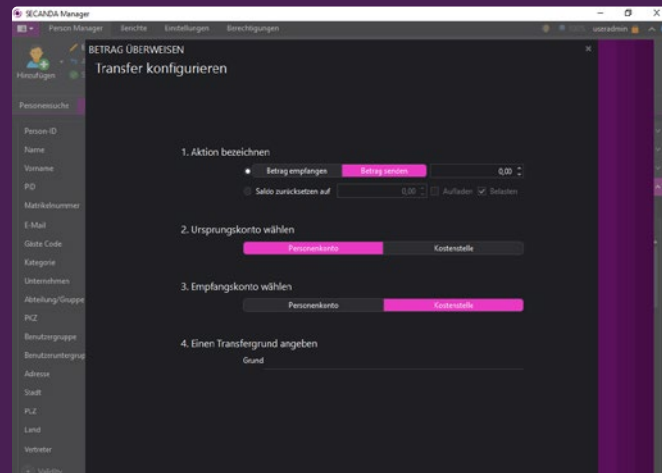 SECANDA Manager
Person Manager Berichte Einstellungen Berechtigungen useradmin
BETRAG ÜBERWEISEN
Transfer konfigurieren
Hinzufügen
Personensuche
Person-ID
Name
Vorname
PID
Matrikelnummer
E-Mail
Gäste Code
Kategorie
Unternehmen
Abteilung/Gruppe
PKZ
Benutzergruppe
Adresse
Stadt
PLZ
Land
Vertreter
Validity
1. Aktion bezeichnen
Betrag empfangen Betrag senden 0,00
Saldo zurücksetzen auf 0,00 Aufladen Belasten
2. Ursprungskonto wählen
Personenkonto Kostenstelle
3. Empfangskonto wählen
Personenkonto Kostenstelle
4. Einen Transfergrund angeben
Grund